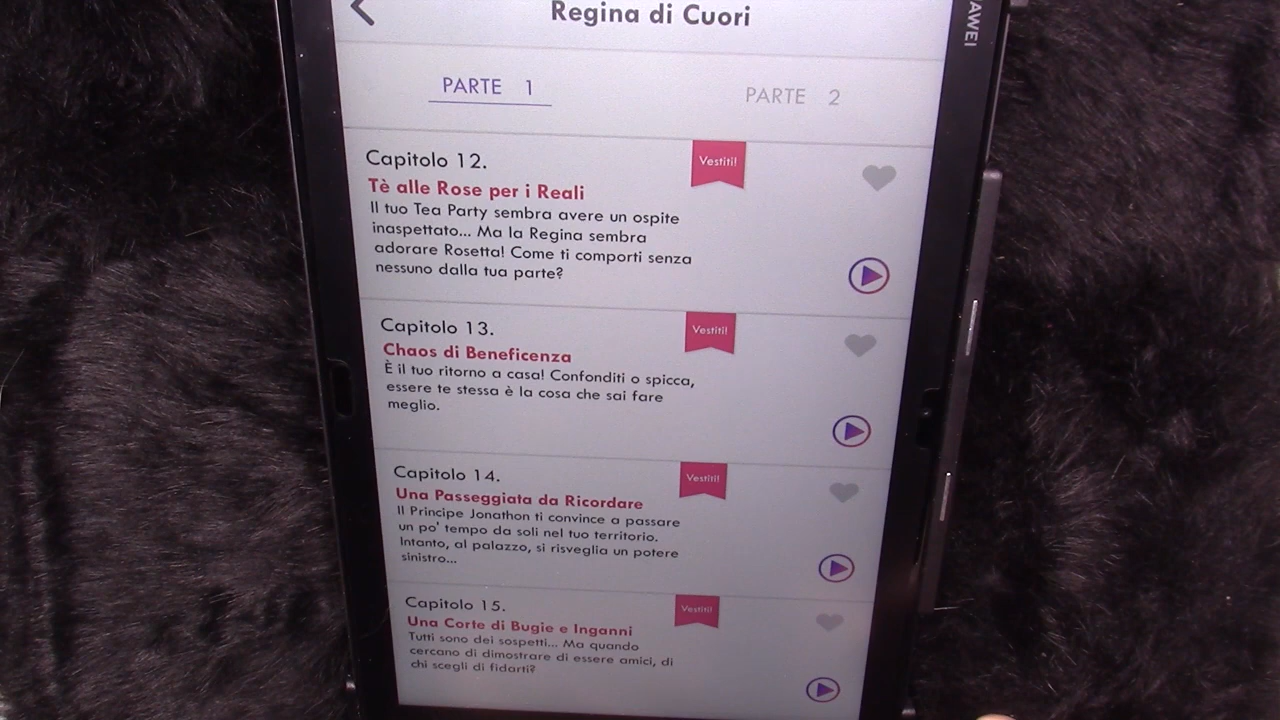 Regina di Cuori
AWEI
PARTE 1
PARTE 2
Capitolo 12.
Vestiti!
Tè alle Rose per i Reali
Il tuo Tea Party sembra avere un ospite
inaspettato... Ma la Regina sembra
adorare Rosetta! Come ti comporti senza
nessuno dalla tua parte?
Capitolo 13.
Vestiti!
Chaos di Beneficenza
È il tuo ritorno a casa! Confonditi o spicca,
essere te stessa è la cosa che sai fare
meglio.
Capitolo 14.
Vestiti!
Una Passeggiata da Ricordare
Il Principe Jonathon ti convince a passare
un po' tempo da soli nel tuo territorio.
Intanto, al palazzo, si risveglia un potere
sinistro...
Capitolo 15.
Vestiti!
Una Corte di Bugie e Inganni
Tutti sono dei sospetti... Ma quando
cercano di dimostrare di essere amici, di
chi scegli di fidarti?